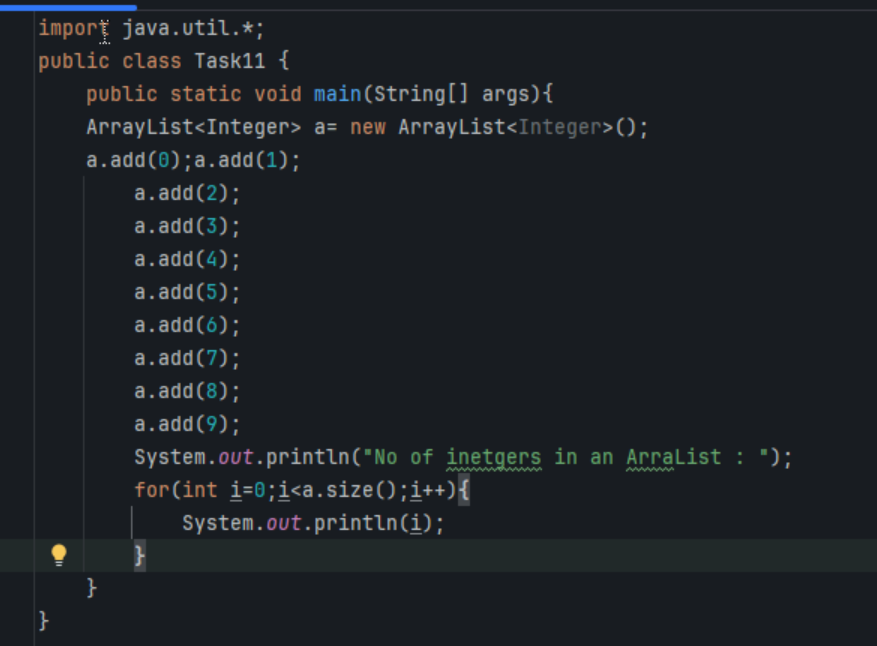 import java.util.*;
public class Task11 {
    public static void main(String[] args){
    ArrayList<Integer> a= new ArrayList<Integer>();
    a.add(0);a.add(1);
        a.add(2);
        a.add(3);
        a.add(4);
        a.add(5);
        a.add(6);
        a.add(7);
        a.add(8);
        a.add(9);
        System.out.println("No of inetgers in an ArraList : ");
        for(int i=0;i<a.size();i++){
            System.out.println(i);
        }
    }
}